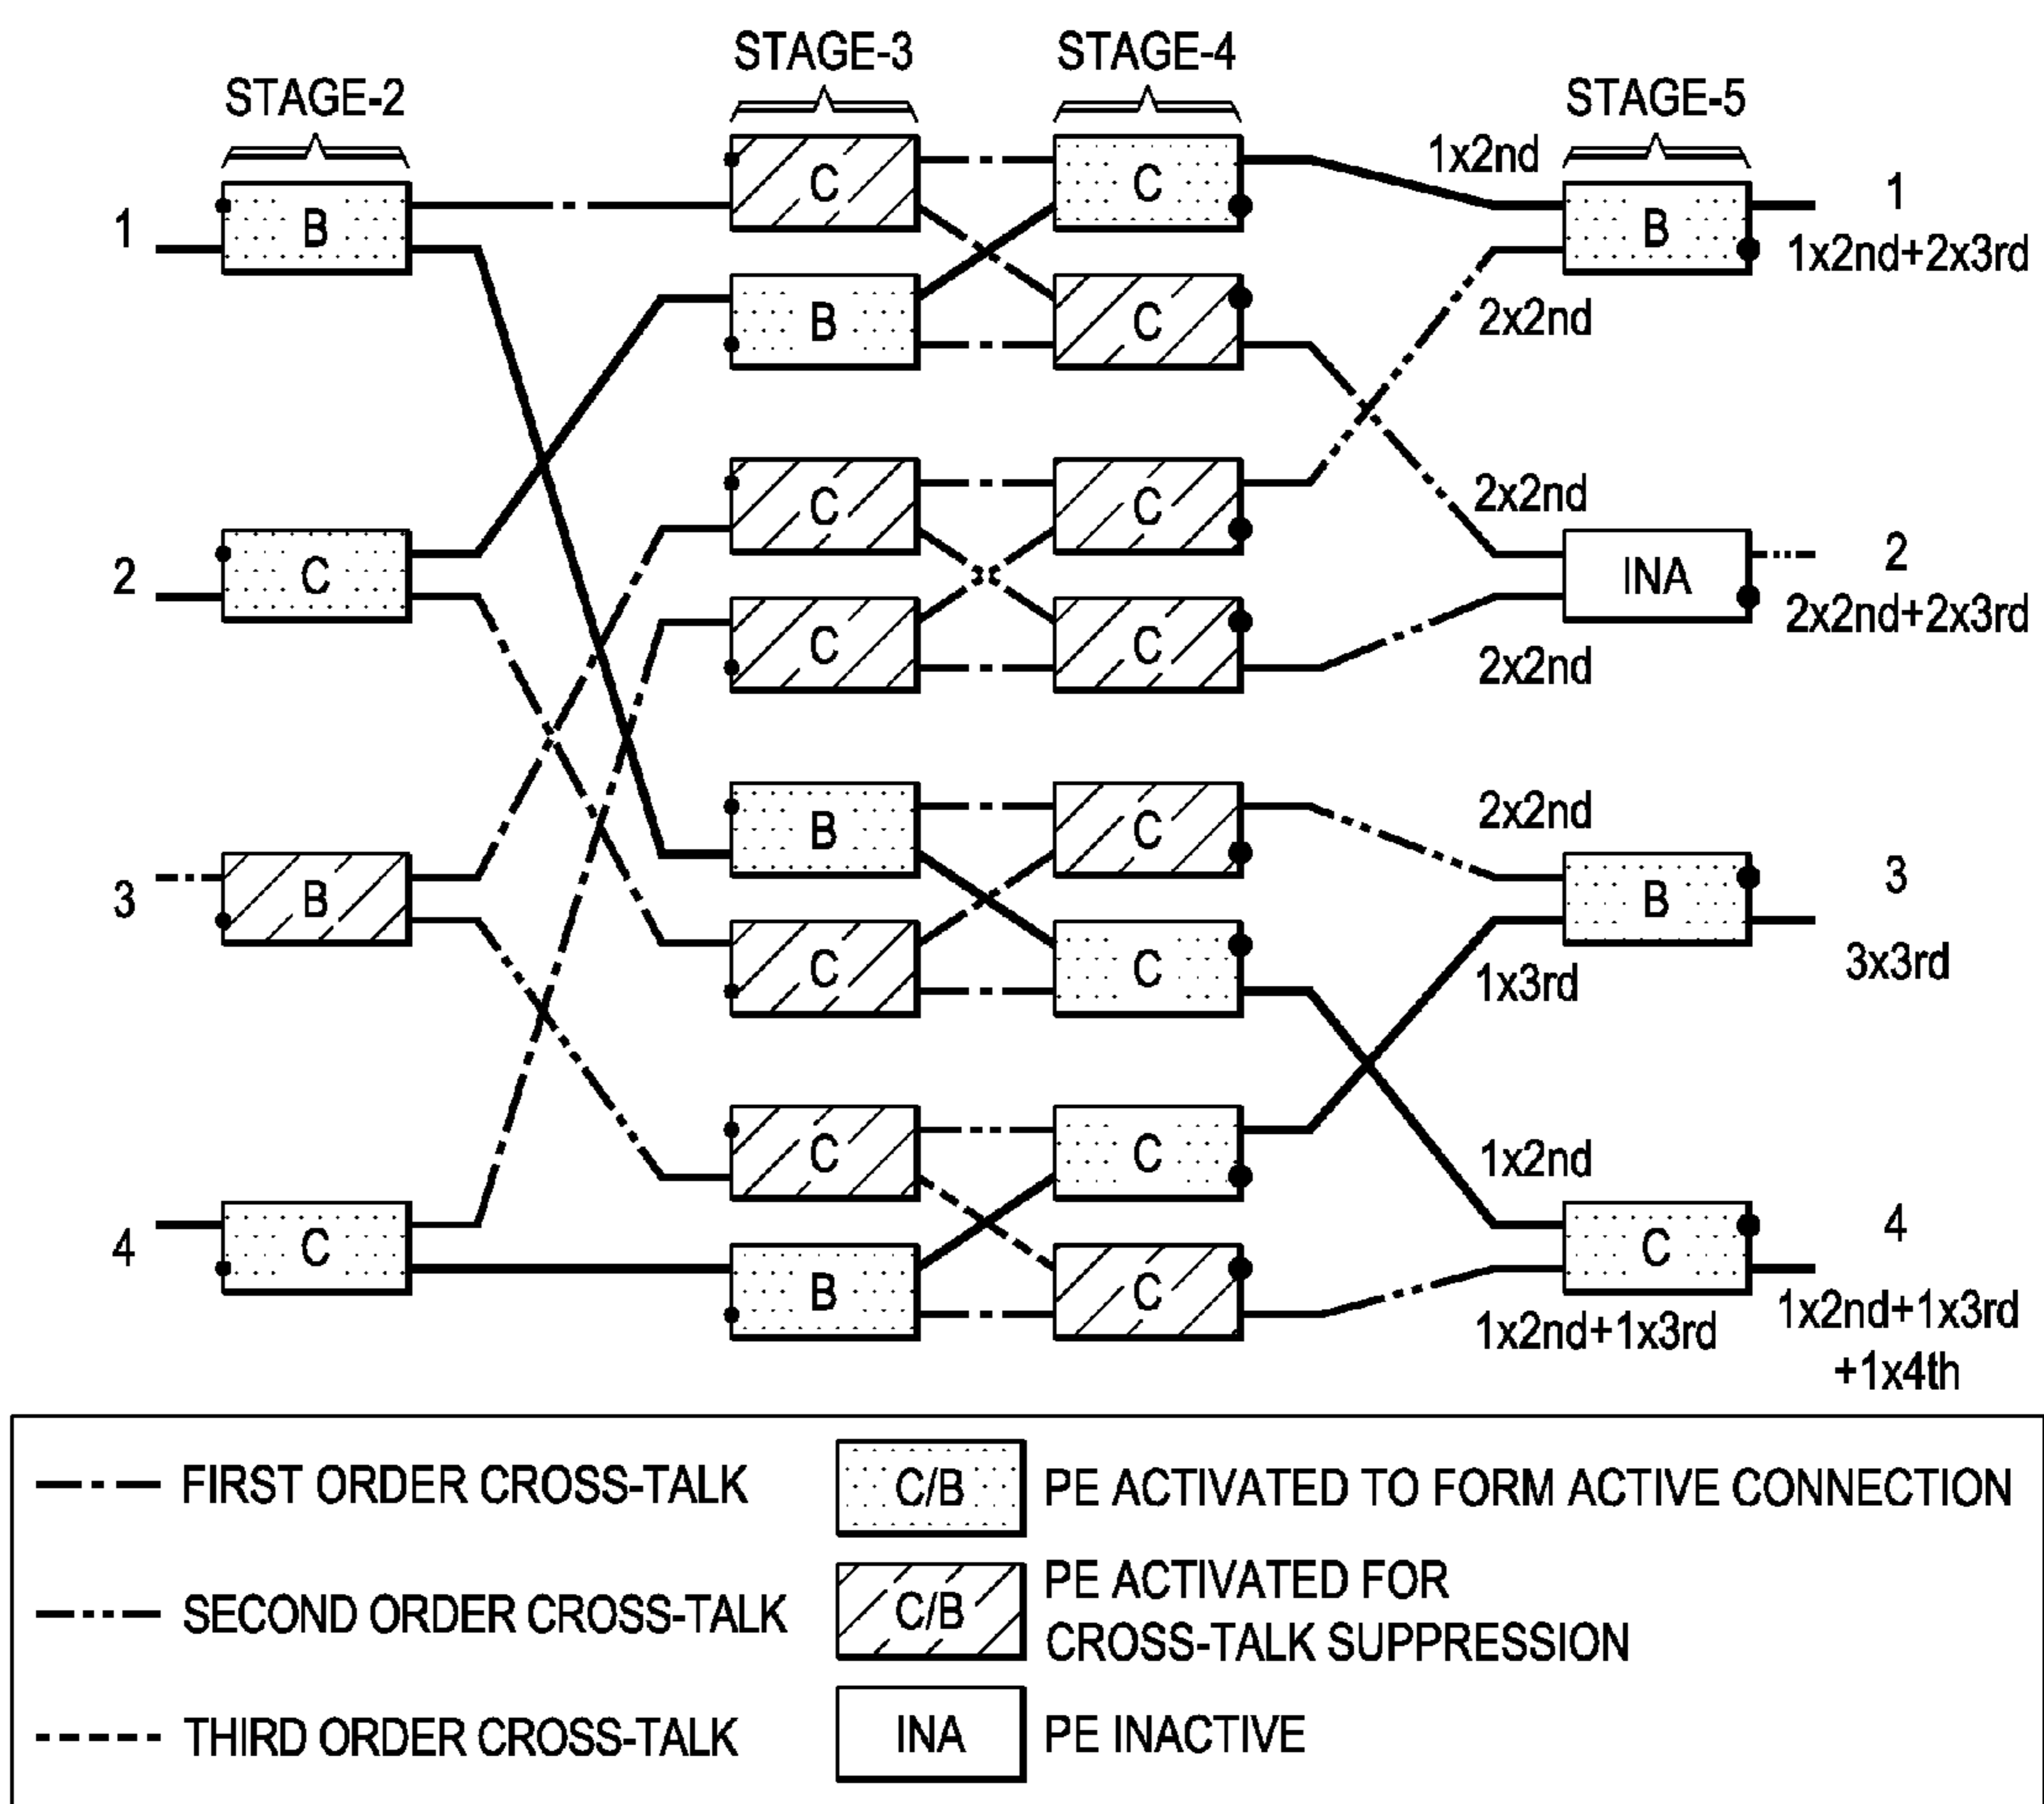 STAGE-3
STAGE-4
STAGE-2
STAGE-5
1x2nd
C
C
1
B
B
1
1x2nd+2x3rd
B
C
2x2nd
C
C
2x2nd
2
C
INA
2
2x2nd+2x3rd
C
C
2x2nd
2x2nd
B
C
3
B
B
3
3x3rd
C
C
1x3rd
C
C
1x2nd
4
C
C
4
B
C
1x2nd+1x3rd
1x2nd+1x3rd
+1x4th
FIRST ORDER CROSS-TALK
C/B
PE ACTIVATED TO FORM ACTIVE CONNECTION
SECOND ORDER CROSS-TALK
C/B
PE ACTIVATED FOR
CROSS-TALK SUPPRESSION
THIRD ORDER CROSS-TALK
INA
PE INACTIVE